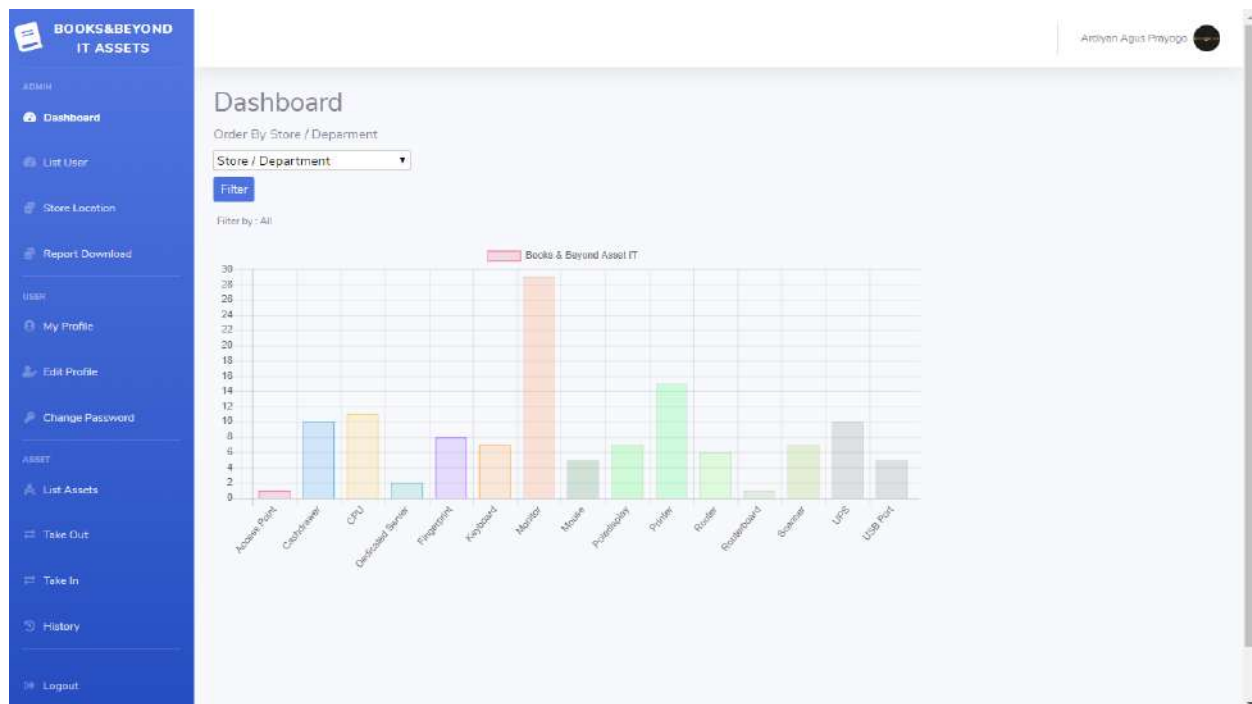 BOOKS&BEYOND
IT ASSETS
Ardiyan Agus Prayogo
ADMIN
Dashboard
List User
Store Location
Report Download
USER
My Profile
Edit Profile
Change Password
ASSET
List Assets
Take Out
Take In
History
Logout
Dashboard
Order By Store / Deparment
Store / Department
Filter
Filter by : All
Books & Beyond Asset IT
30
28
26
24
22
20
18
16
14
12
10
8
6
4
2
0
Access Point
Cashdrawer
CPU
Dedicated Server
Fingerprint
Keyboard
Monitor
Mouse
Poledisplay
Printer
Router
Routerboard
Scanner
UPS
USB Port